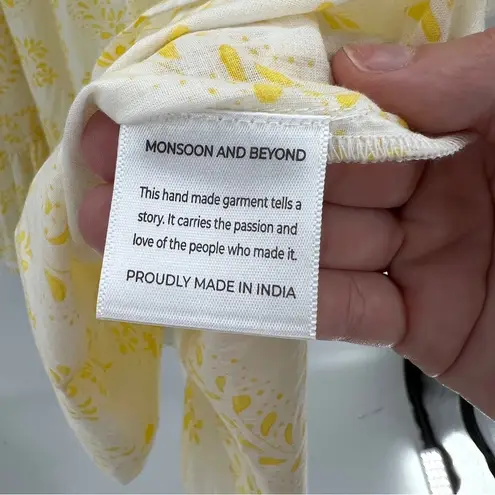 MONSOON AND BEYOND
This hand made garment tells a
story. It carries the passion and
love of the people who made it.
PROUDLY MADE IN INDIA